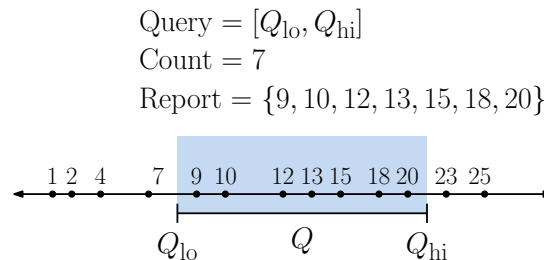 Query = [Q_lo, Q_hi]
Count = 7
Report = {9, 10, 12, 13, 15, 18, 20}
1 2 4 7 9 10 12 13 15 18 20 23 25
Q_lo Q Q_hi